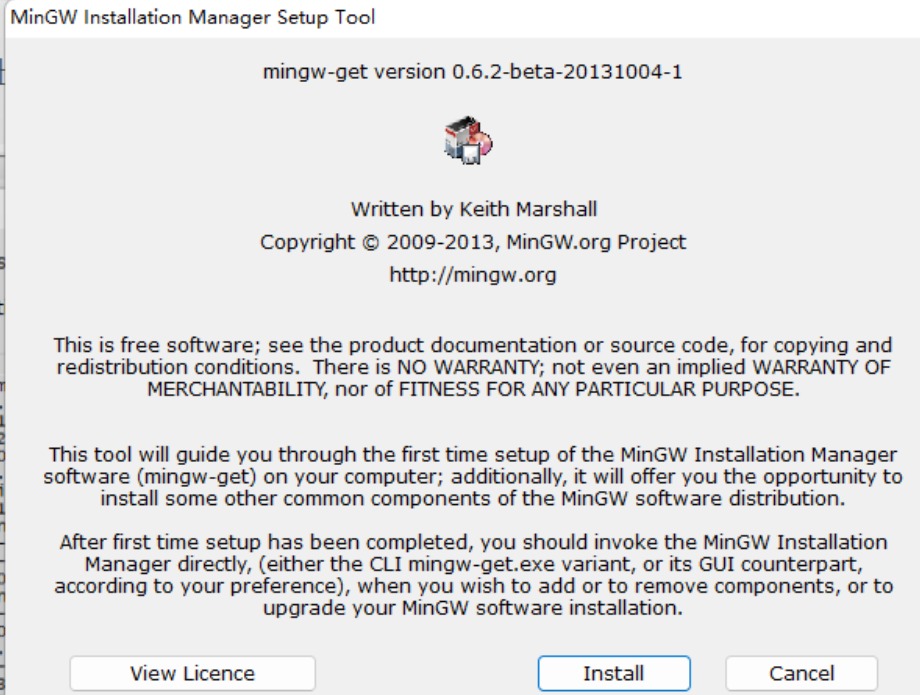 MinGW Installation Manager Setup Tool
mingw-get version 0.6.2-beta-20131004-1
Written by Keith Marshall
Copyright © 2009-2013, MinGW.org Project
http://mingw.org
This is free software; see the product documentation or source code, for copying and
redistribution conditions.  There is NO WARRANTY; not even an implied WARRANTY OF
MERCHANTABILITY, nor of FITNESS FOR ANY PARTICULAR PURPOSE.
This tool will guide you through the first time setup of the MinGW Installation Manager
software (mingw-get) on your computer; additionally, it will offer you the opportunity to
install some other common components of the MinGW software distribution.
After first time setup has been completed, you should invoke the MinGW Installation
Manager directly, (either the CLI mingw-get.exe variant, or its GUI counterpart,
according to your preference), when you wish to add or to remove components, or to
upgrade your MinGW software installation.
View Licence
Install
Cancel